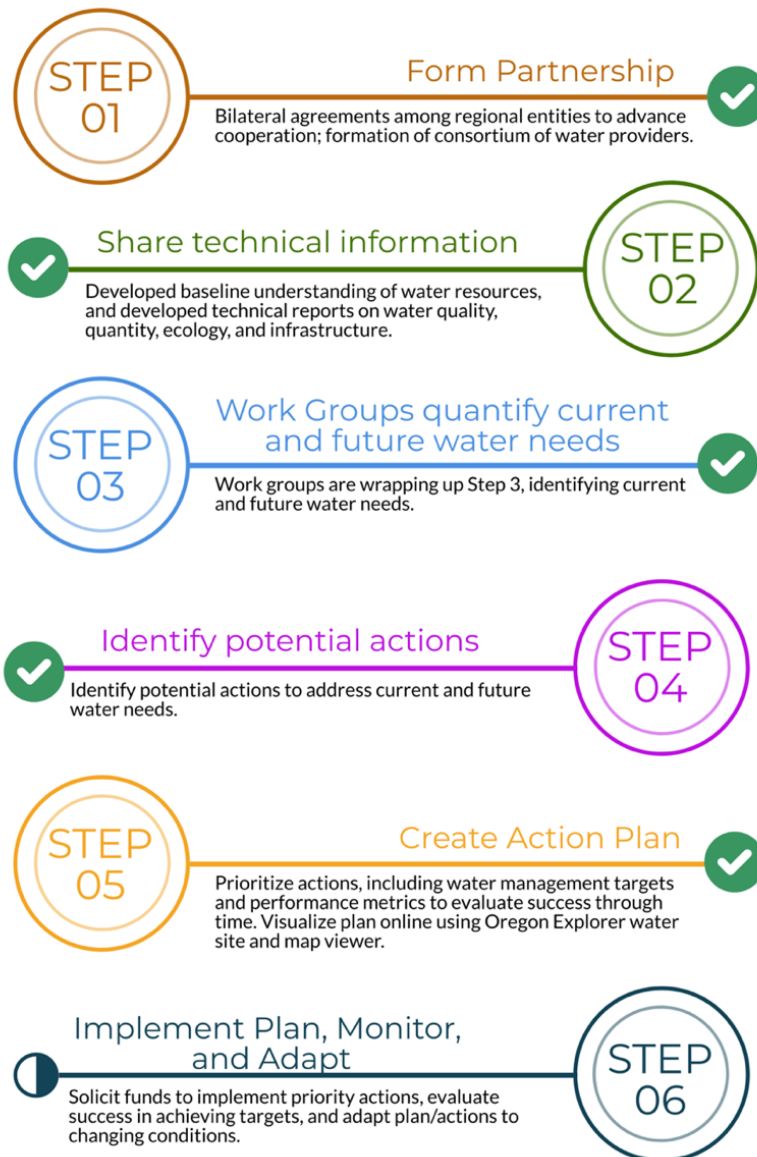 STEP
01
Form Partnership
Bilateral agreements among regional entities to advance
cooperation; formation of consortium of water providers.
Share technical information
STEP
02
Developed baseline understanding of water resources,
and developed technical reports on water quality,
quantity, ecology, and infrastructure.
STEP
03
Work Groups quantify current
and future water needs
Work groups are wrapping up Step 3, identifying current
and future water needs.
Identify potential actions
STEP
04
Identify potential actions to address current and future
water needs.
STEP
05
Create Action Plan
Prioritize actions, including water management targets
and performance metrics to evaluate success through
time. Visualize plan online using Oregon Explorer water
site and map viewer.
Implement Plan, Monitor,
and Adapt
STEP
06
Solicit funds to implement priority actions, evaluate
success in achieving targets, and adapt plan/actions to
changing conditions.